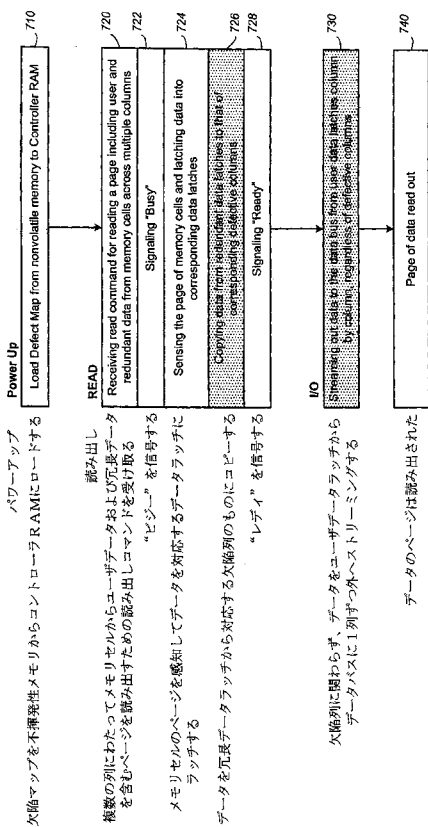 パワーアップ
欠陥マップを不揮発性メモリからコントローラRAMにロードする
Power Up
Load Defect Map from nonvolatile memory to Controller RAM
710
読み出し
複数の列にわたってメモリセルからユーザデータおよび冗長データ
を含むページを読み出すための読み出しコマンドを受け取る
“ビジー”を信号する
メモリセルのページを感知してデータを対応するデータラッチに
ラッチする
データを冗長データラッチから対応する欠陥列のものにコピーする
“レディ”を信号する
READ
Receiving read command for reading a page including user and
redundant data from memory cells across multiple columns
720
Signaling "Busy"
722
Sensing the page of memory cells and latching data into
corresponding data latches
724
Copying data from redundant data latches to that of
corresponding defective columns
726
Signaling "Ready"
728
欠陥列に関わらず、データをユーザデータラッチから
データバスに1列ずつ外へストリーミングする
I/O
Streaming out data to the data bus from user data latches column
by column, regardless of defective columns
730
データのページは読み出された
Page of data read out
740